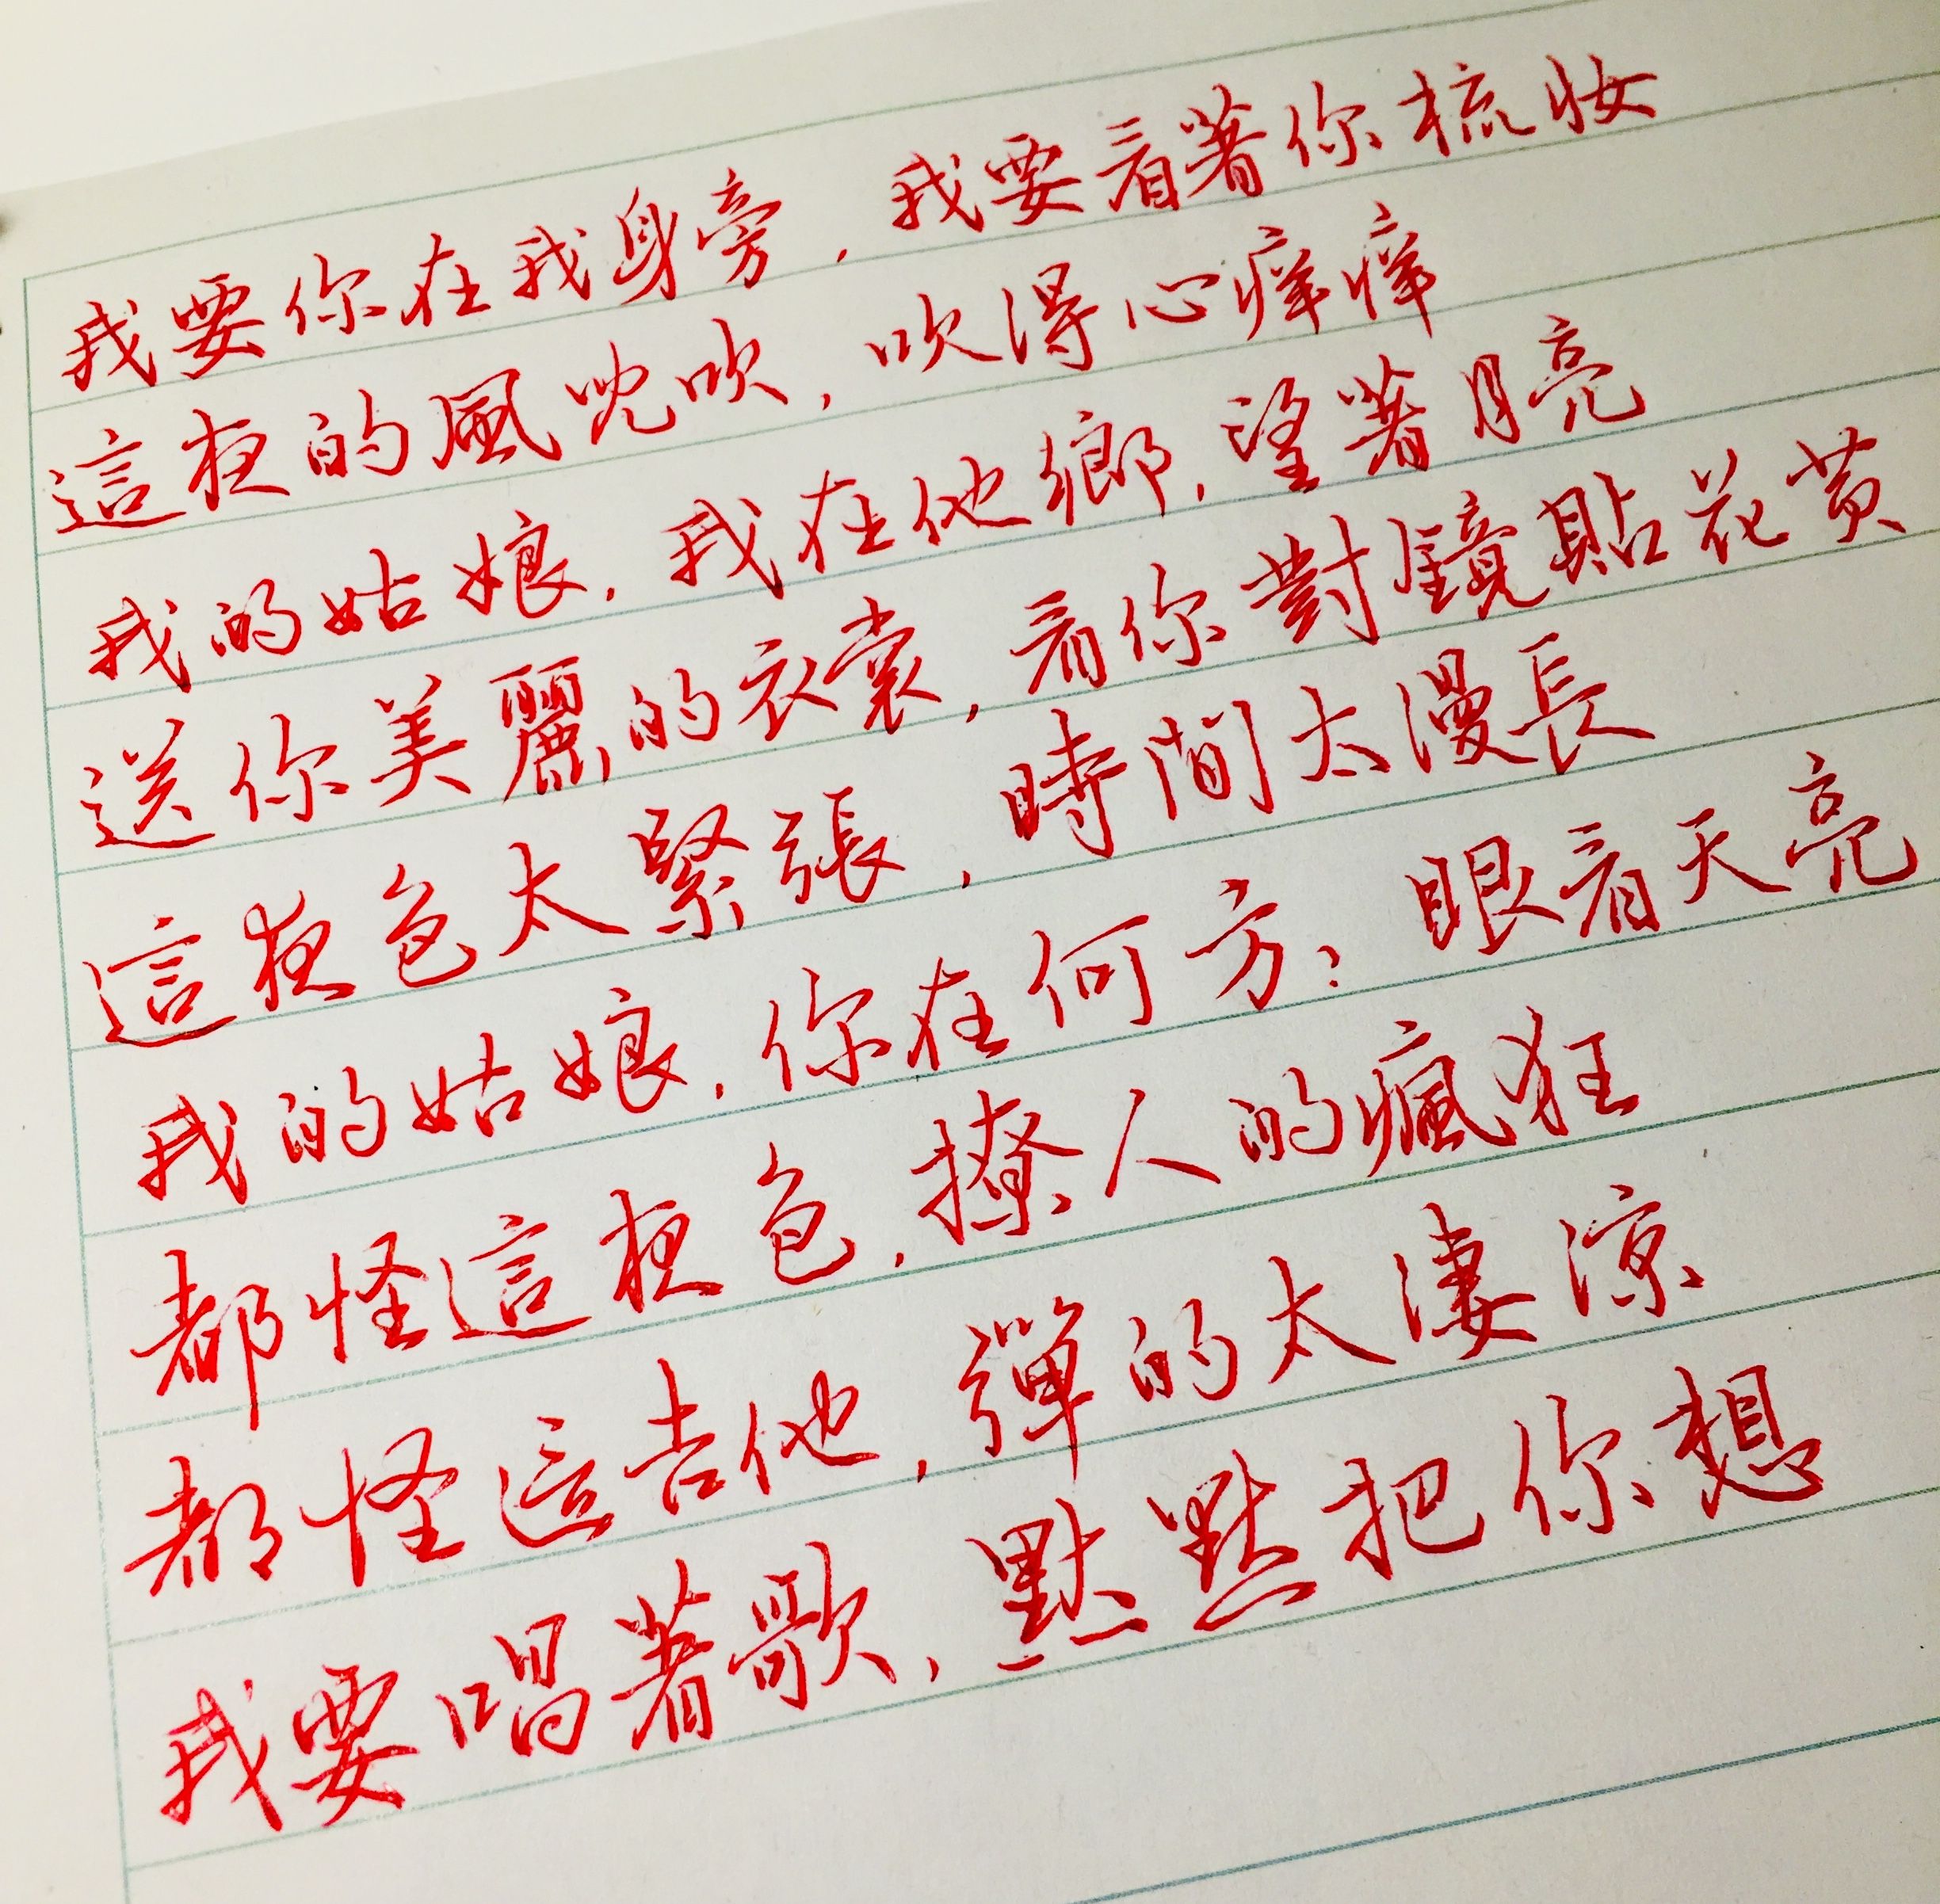 我要你在我身旁，我要看著你梳妝
這夜的風兒吹，吹得心痒痒
我的姑娘，我在他鄉，望著月亮
送你美麗的衣裳，看你對鏡貼花黃
這夜色太緊張，時間太漫長
我的姑娘，你在何方，眼看天亮
都怪這夜色，撩人的瘋狂
都怪這吉他，彈的太淒涼
我要唱著歌，點點把你想